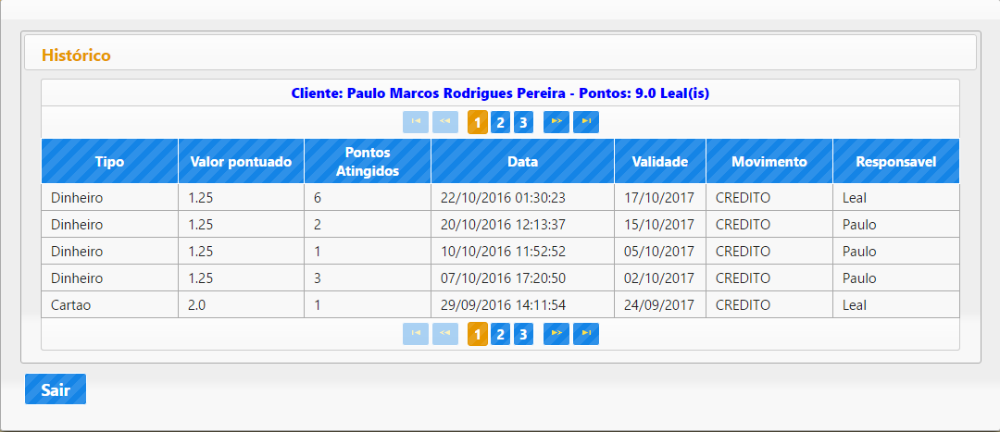 Histórico
Cliente: Paulo Marcos Rodrigues Pereira - Pontos: 9.0 Leal(is)
1 2 3
Tipo Valor pontuado Pontos Atingidos Data Validade Movimento Responsavel
Dinheiro 1.25 6 22/10/2016 01:30:23 17/10/2017 CREDITO Leal
Dinheiro 1.25 2 20/10/2016 12:13:37 15/10/2017 CREDITO Paulo
Dinheiro 1.25 1 10/10/2016 11:52:52 05/10/2017 CREDITO Paulo
Dinheiro 1.25 3 07/10/2016 17:20:50 02/10/2017 CREDITO Paulo
Cartao 2.0 1 29/09/2016 14:11:54 24/09/2017 CREDITO Leal
1 2 3
Sair